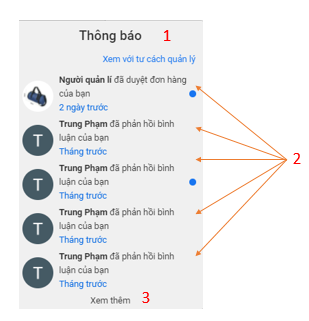 Thông báo 1
Xem với tư cách quản lý
Người quản lí đã duyệt đơn hàng
của bạn
2 ngày trước
T
Trung Phạm đã phản hồi bình
luận của bạn
Tháng trước
2
T
Trung Phạm đã phản hồi bình
luận của bạn
Tháng trước
T
Trung Phạm đã phản hồi bình
luận của bạn
Tháng trước
T
Trung Phạm đã phản hồi bình
luận của bạn
Tháng trước
Xem thêm 3